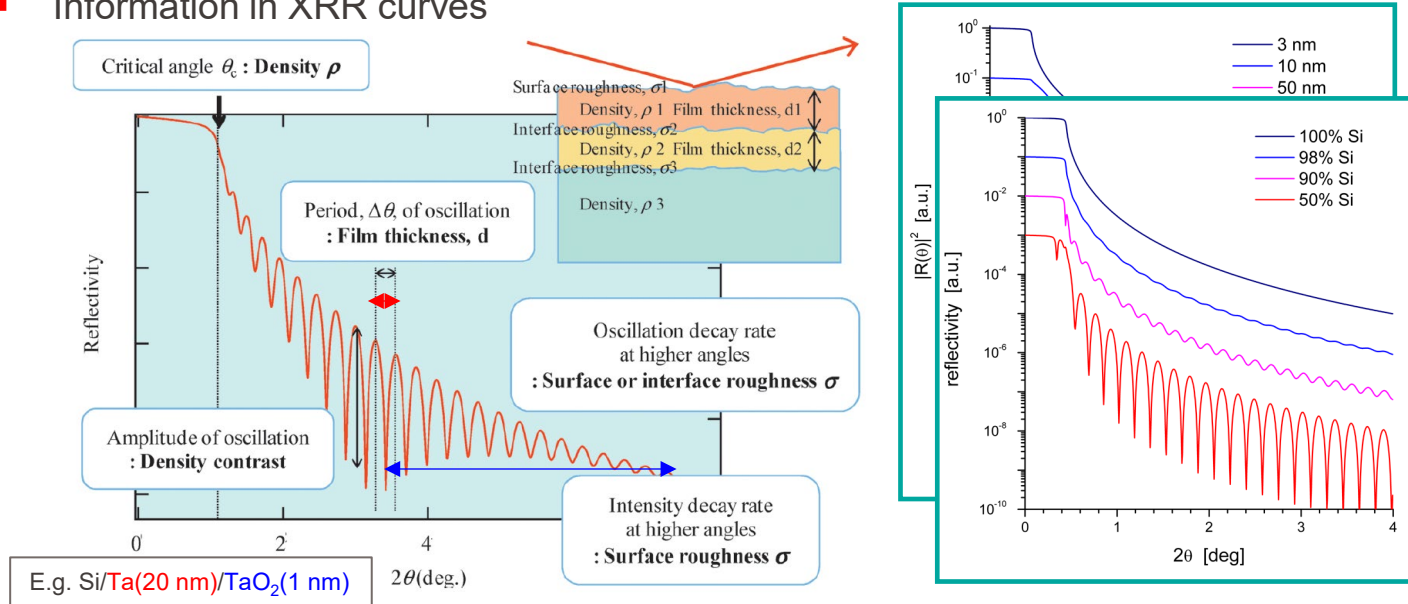 Information in XRR curves
Critical angle θc : Density ρ
Surface roughness, σ1
Density, ρ 1 Film thickness, d1
Interface roughness, σ2
Density, ρ 2 Film thickness, d2
Interface roughness, σ3
Density, ρ 3
Period, Δθ, of oscillation
: Film thickness, d
Reflectivity
Oscillation decay rate
at higher angles
: Surface or interface roughness σ
Amplitude of oscillation
: Density contrast
Intensity decay rate
at higher angles
: Surface roughness σ
0 2 4
2θ(deg.)
E.g. Si/Ta(20 nm)/TaO₂(1 nm)
10⁰
10⁻¹
3 nm
10 nm
50 nm
|R(θ)|² [a.u.]
10⁰
10⁻²
10⁻⁴
10⁻⁶
10⁻⁸
10⁻¹⁰
100% Si
98% Si
90% Si
50% Si
reflectivity [a.u.]
0 1 2 3 4
2θ [deg]